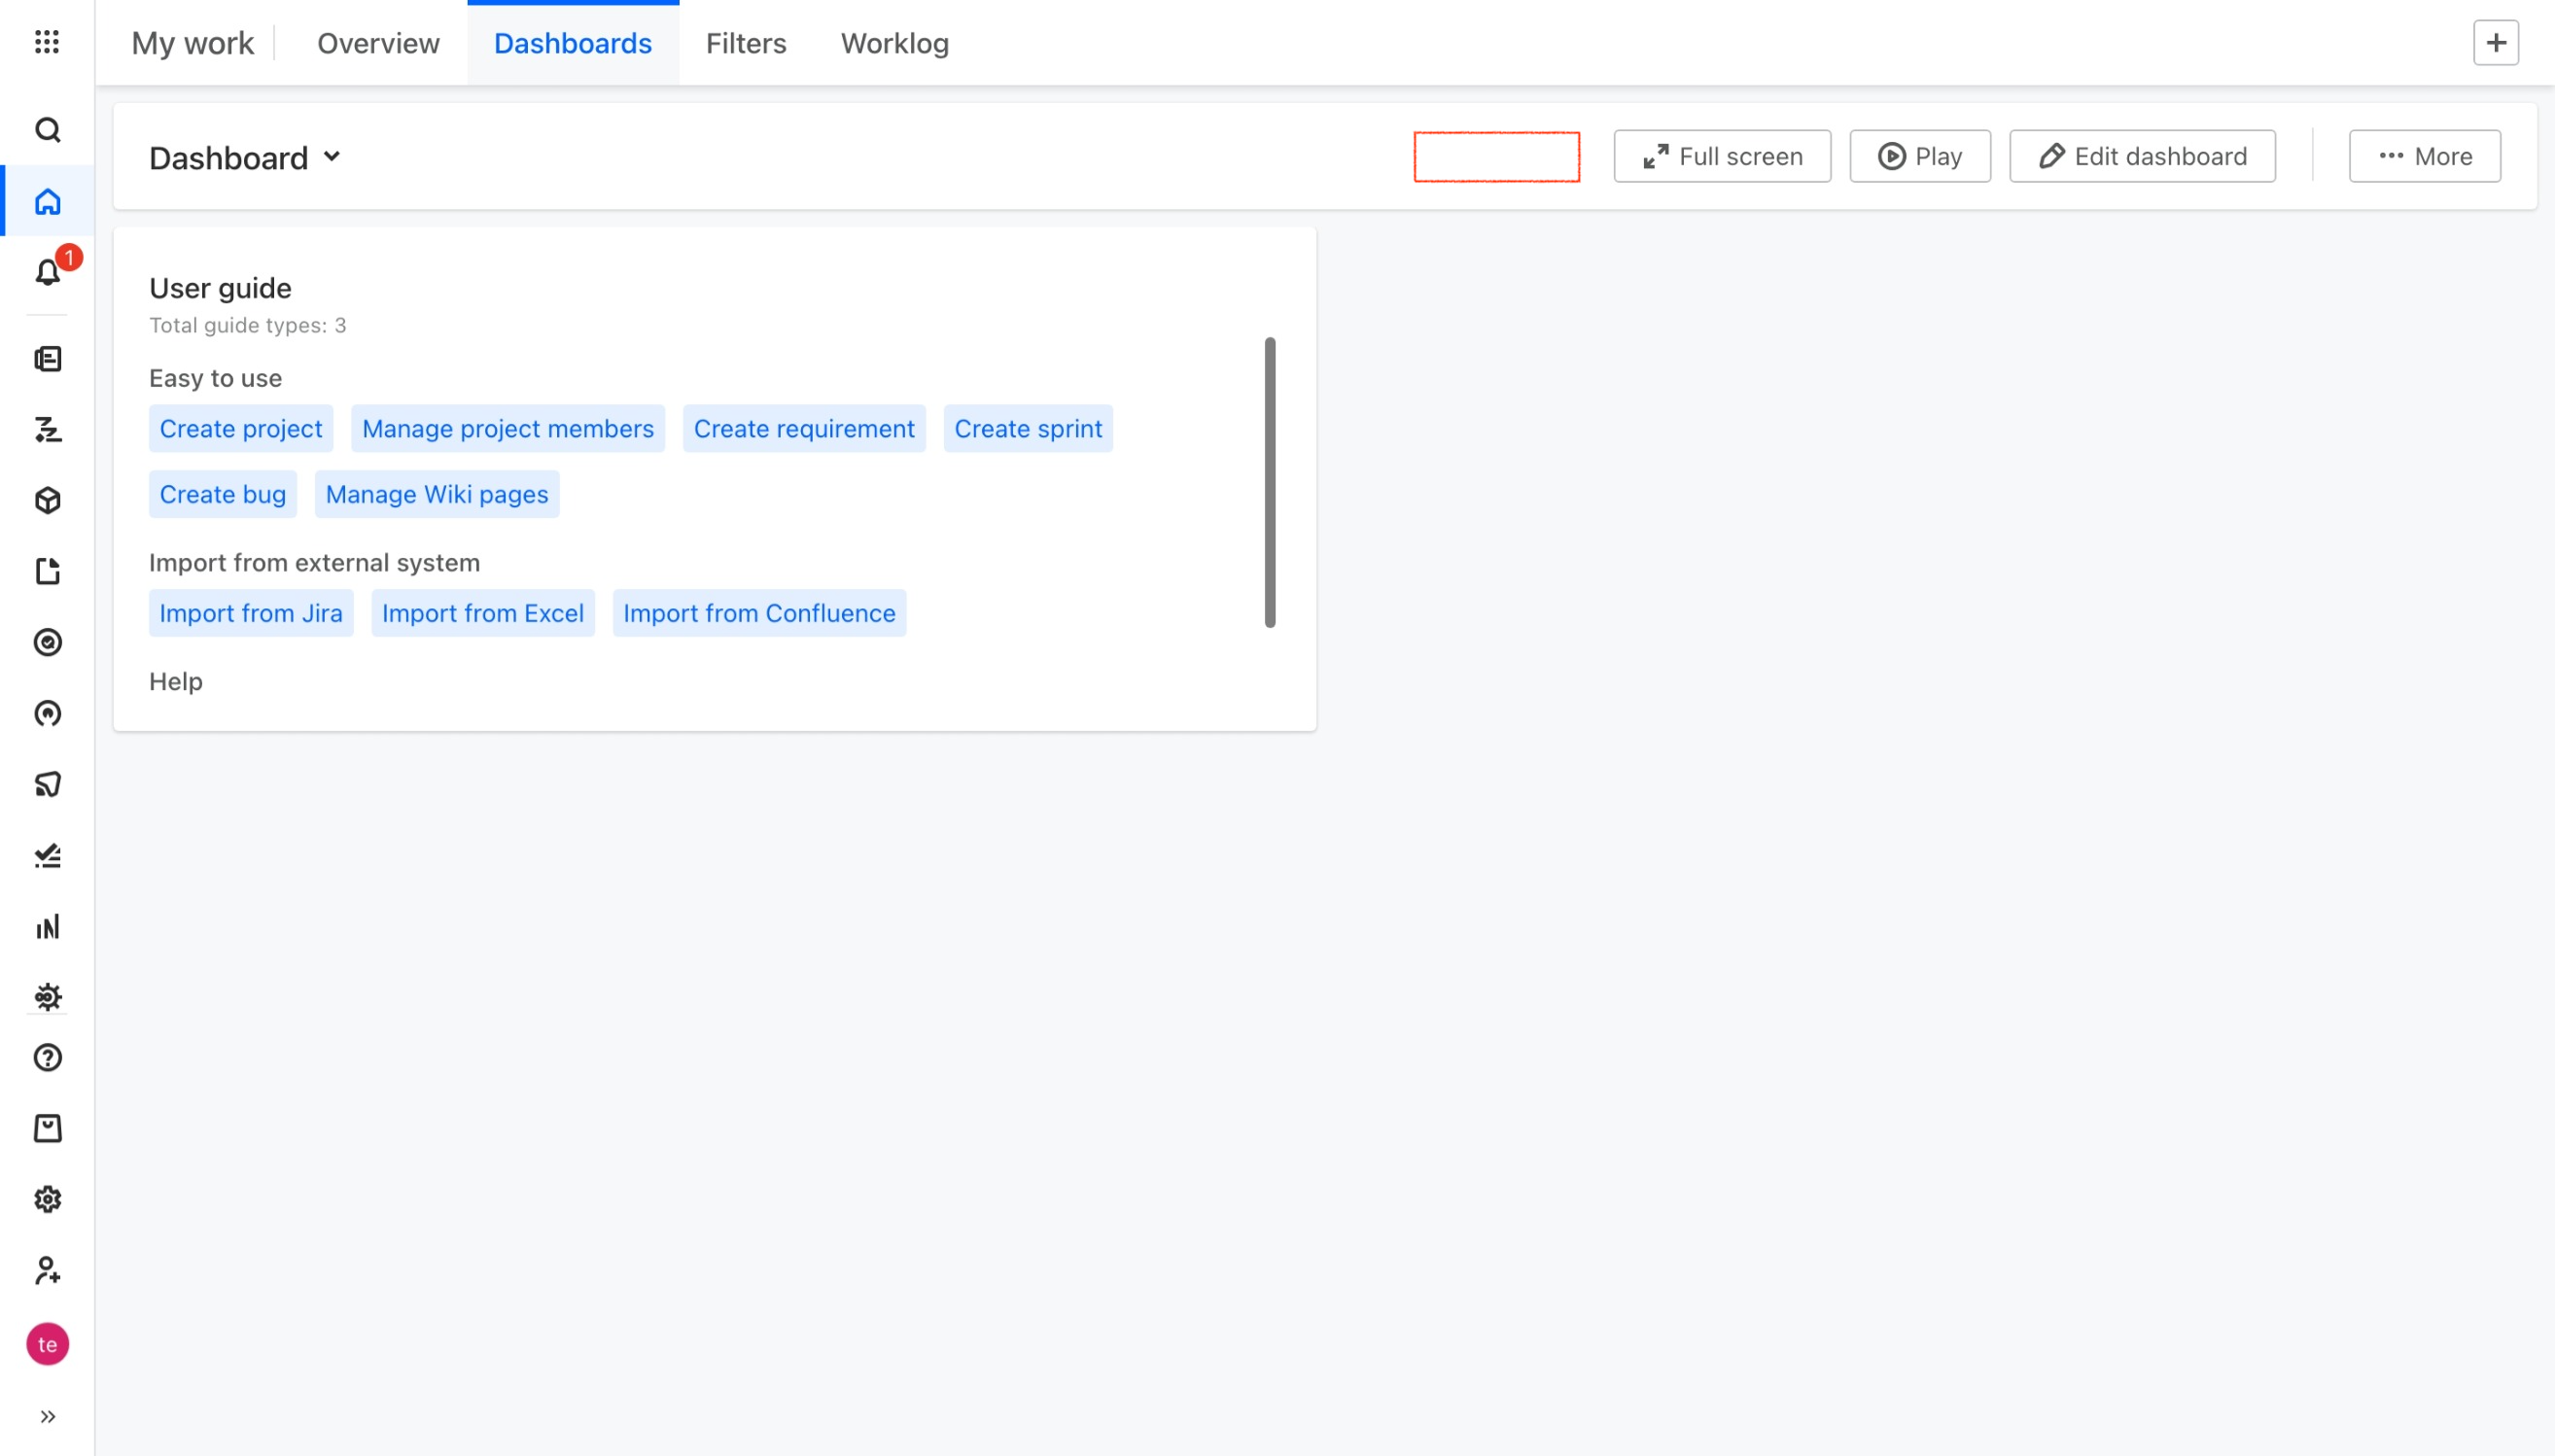 My work
Overview
Dashboards
Filters
Worklog
Dashboard
Full screen
Play
Edit dashboard
More
1
User guide
Total guide types: 3
Easy to use
Create project
Manage project members
Create requirement
Create sprint
Create bug
Manage Wiki pages
Import from external system
Import from Jira
Import from Excel
Import from Confluence
Help
te